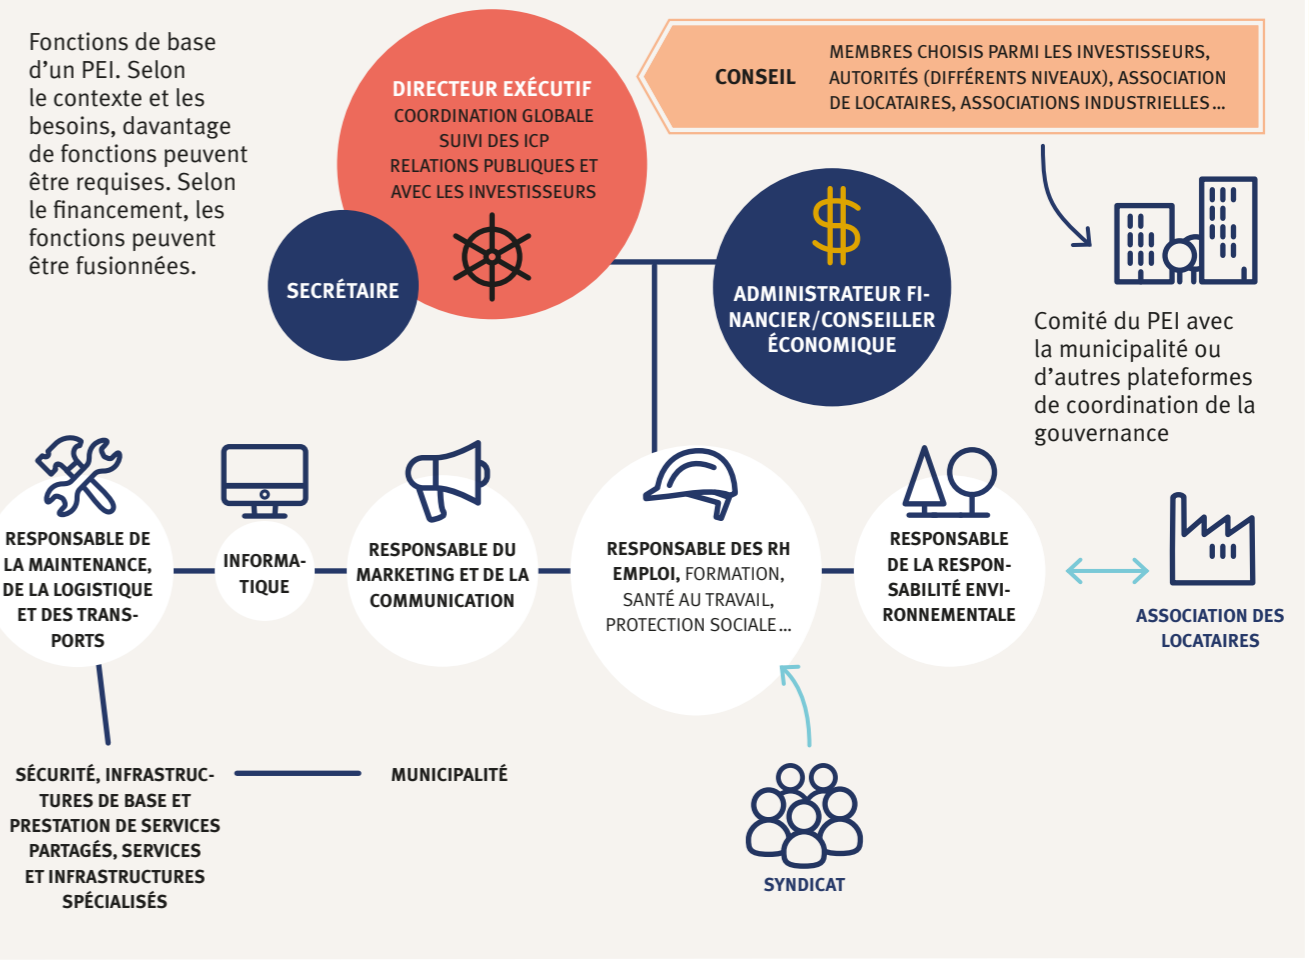 Fonctions de base
d’un PEI. Selon
le contexte et les
besoins, davantage
de fonctions peuvent
être requises. Selon
le financement, les
fonctions peuvent
être fusionnées.
DIRECTEUR EXÉCUTIF
COORDINATION GLOBALE
SUIVI DES ICP
RELATIONS PUBLIQUES ET
AVEC LES INVESTISSEURS
SECRÉTAIRE
CONSEIL
MEMBRES CHOISIS PARMI LES INVESTISSEURS,
AUTORITÉS (DIFFÉRENTS NIVEAUX), ASSOCIATION
DE LOCATAIRES, ASSOCIATIONS INDUSTRIELLES...
ADMINISTRATEUR FI-
NANCIER/CONSEILLER
ÉCONOMIQUE
Comité du PEI avec
la municipalité ou
d’autres plateformes
de coordination de la
gouvernance
RESPONSABLE DE
LA MAINTENANCE,
DE LA LOGISTIQUE
ET DES TRANS-
PORTS
INFORMA-
TIQUE
RESPONSABLE DU
MARKETING ET DE LA
COMMUNICATION
RESPONSABLE DES RH
EMPLOI, FORMATION,
SANTÉ AU TRAVAIL,
PROTECTION SOCIALE...
RESPONSABLE
DE LA RESPON-
SABILITÉ ENVI-
RONNEMENTALE
ASSOCIATION DES
LOCATAIRES
SÉCURITÉ, INFRASTRUC-
TURES DE BASE ET
PRESTATION DE SERVICES
PARTAGÉS, SERVICES
ET INFRASTRUCTURES
SPÉCIALISÉS
MUNICIPALITÉ
SYNDICAT